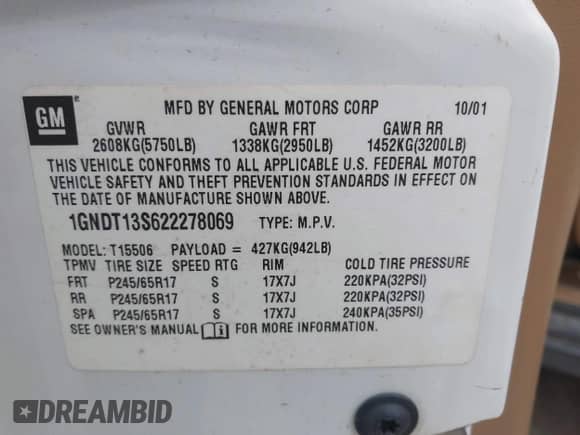 GM
MFD BY GENERAL MOTORS CORP 10/01
GVWR GAWR FRT GAWR RR
2608KG(5750LB) 1338KG(2950LB) 1452KG(3200LB)
THIS VEHICLE CONFORMS TO ALL APPLICABLE U.S. FEDERAL MOTOR
VEHICLE SAFETY AND THEFT PREVENTION STANDARDS IN EFFECT ON
THE DATE OF MANUFACTURE SHOWN ABOVE.
1GNDT13S622278069 TYPE: M.P.V.
MODEL: T15506 PAYLOAD = 427KG(942LB)
TPMV TIRE SIZE SPEED RTG RIM COLD TIRE PRESSURE
FRT P245/65R17 S 17X7J 220KPA(32PSI)
RR P245/65R17 S 17X7J 220KPA(32PSI)
SPA P245/65R17 S 17X7J 240KPA(35PSI)
SEE OWNER'S MANUAL FOR MORE INFORMATION.
DREAMBID